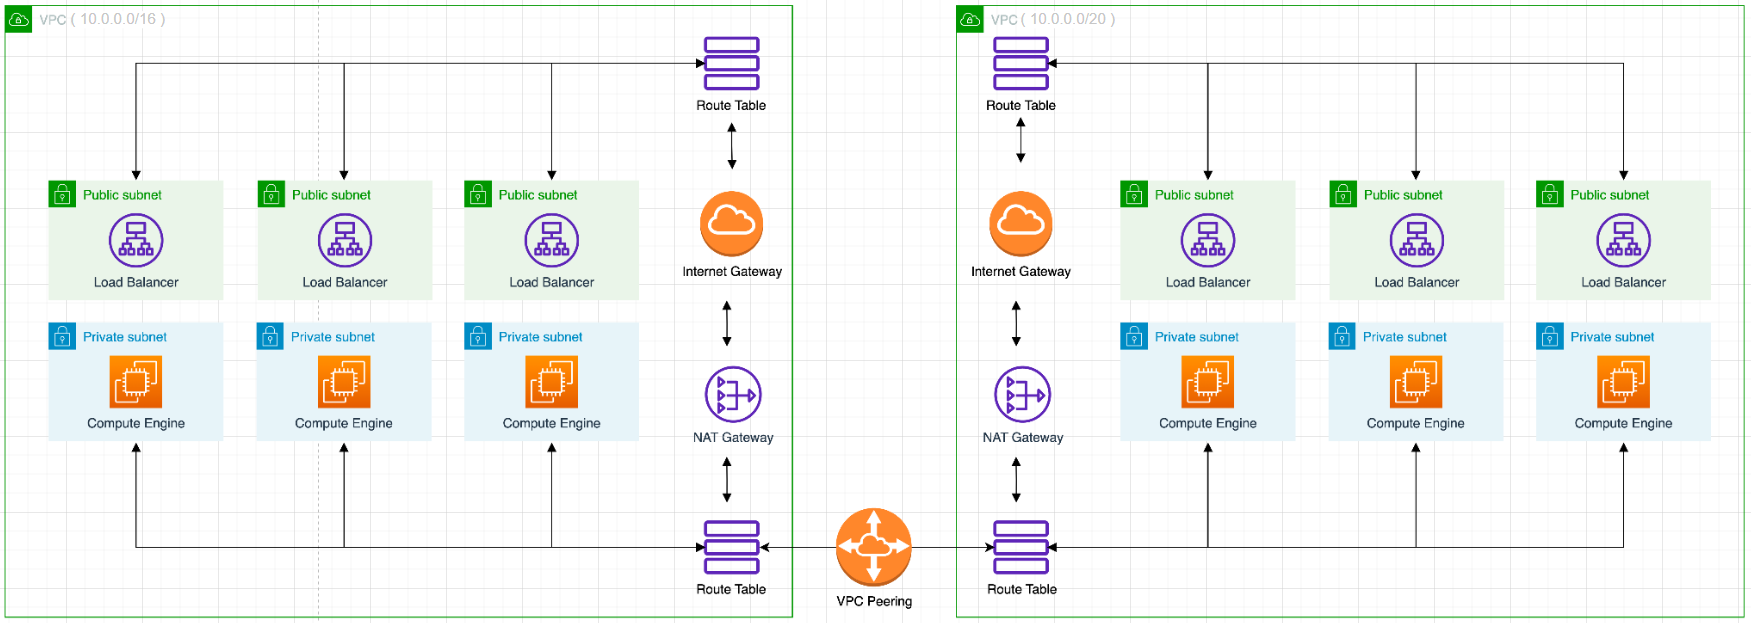 VPC ( 10.0.0.0/16 )
Route Table
Public subnet
Load Balancer
Public subnet
Load Balancer
Public subnet
Load Balancer
Internet Gateway
Private subnet
Compute Engine
Private subnet
Compute Engine
Private subnet
Compute Engine
NAT Gateway
Route Table
VPC Peering
VPC ( 10.0.0.0/20 )
Route Table
Internet Gateway
Public subnet
Load Balancer
Public subnet
Load Balancer
Public subnet
Load Balancer
NAT Gateway
Private subnet
Compute Engine
Private subnet
Compute Engine
Private subnet
Compute Engine
Route Table